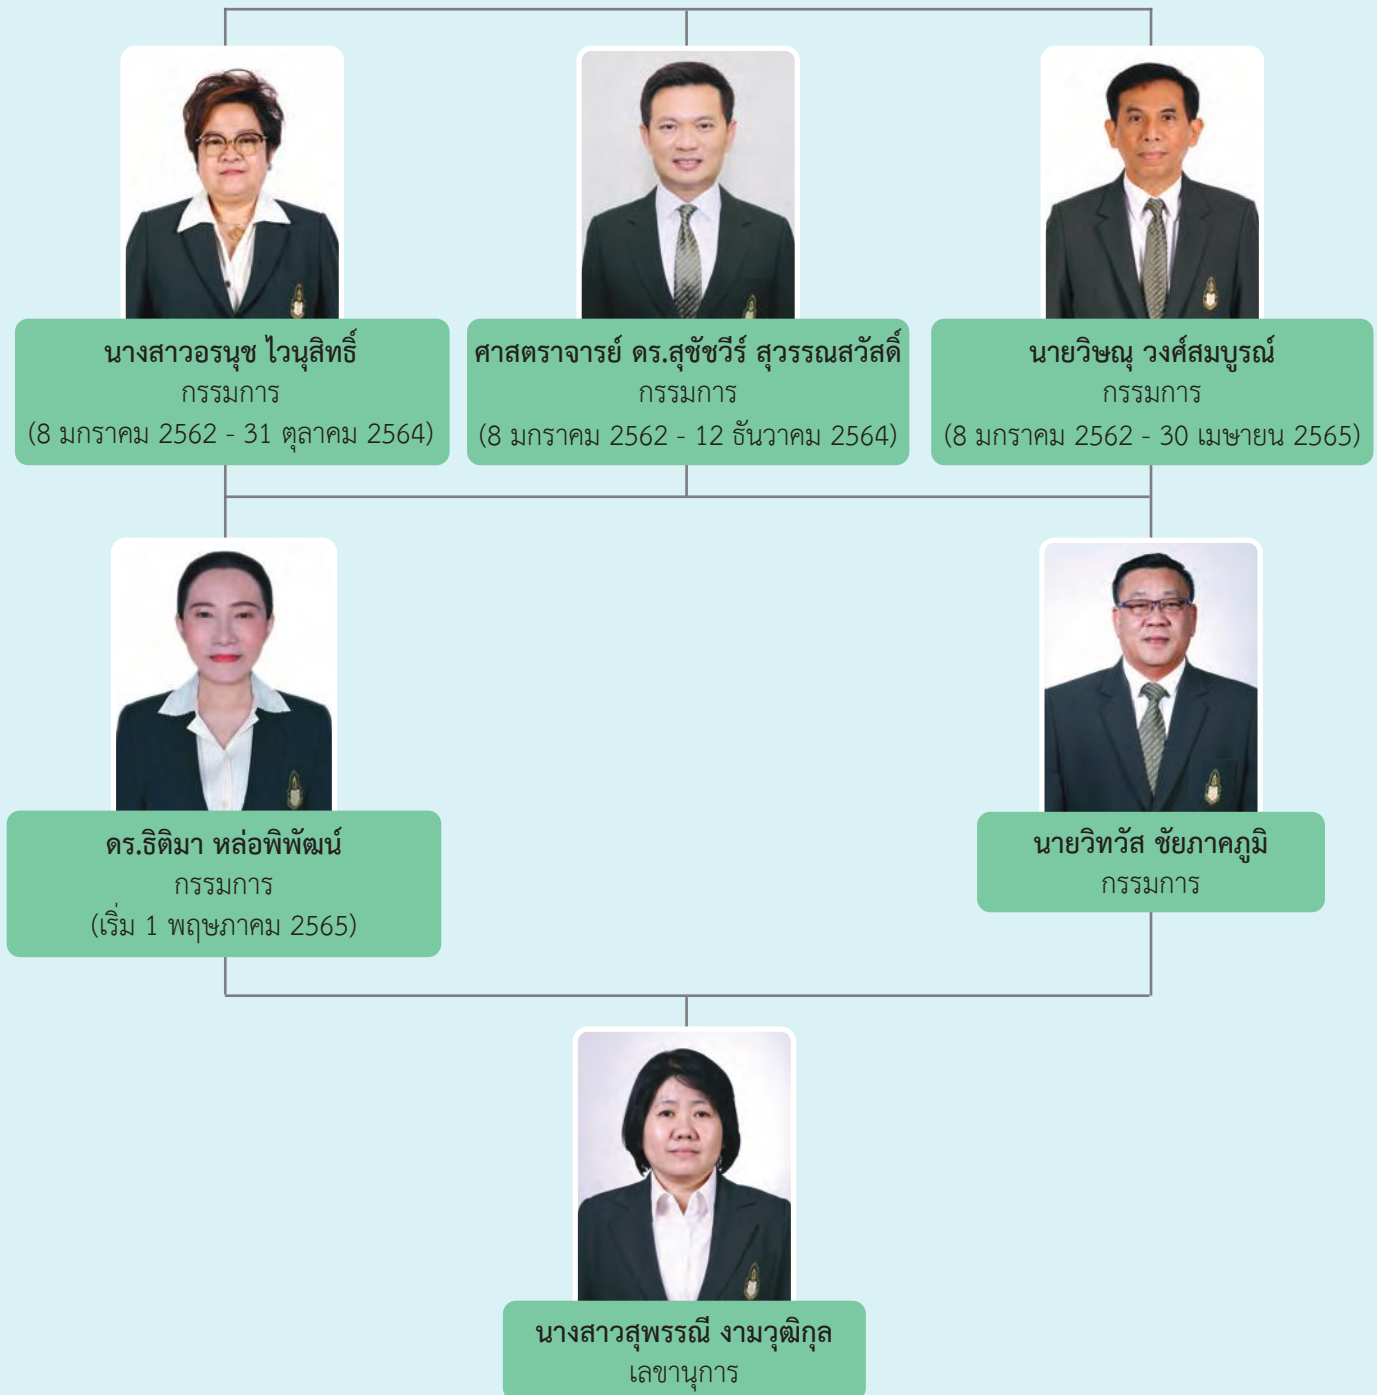 นางสาวอรนุช ไวนุสิทธิ์
กรรมการ
(8 มกราคม 2562 - 31 ตุลาคม 2564)
ศาสตราจารย์ ดร.สุชัชวีร์ สุวรรณสวัสดิ์
กรรมการ
(8 มกราคม 2562 - 12 ธันวาคม 2564)
นายวิษณุ วงศ์สมบูรณ์
กรรมการ
(8 มกราคม 2562 - 30 เมษายน 2565)
ดร.ธิติมา หล่อพิพัฒน์
กรรมการ
(เริ่ม 1 พฤษภาคม 2565)
นายวิทวัส ชัยภาคภูมิ
กรรมการ
นางสาวสุพรรณี งามวุฒิกุล
เลขานุการ